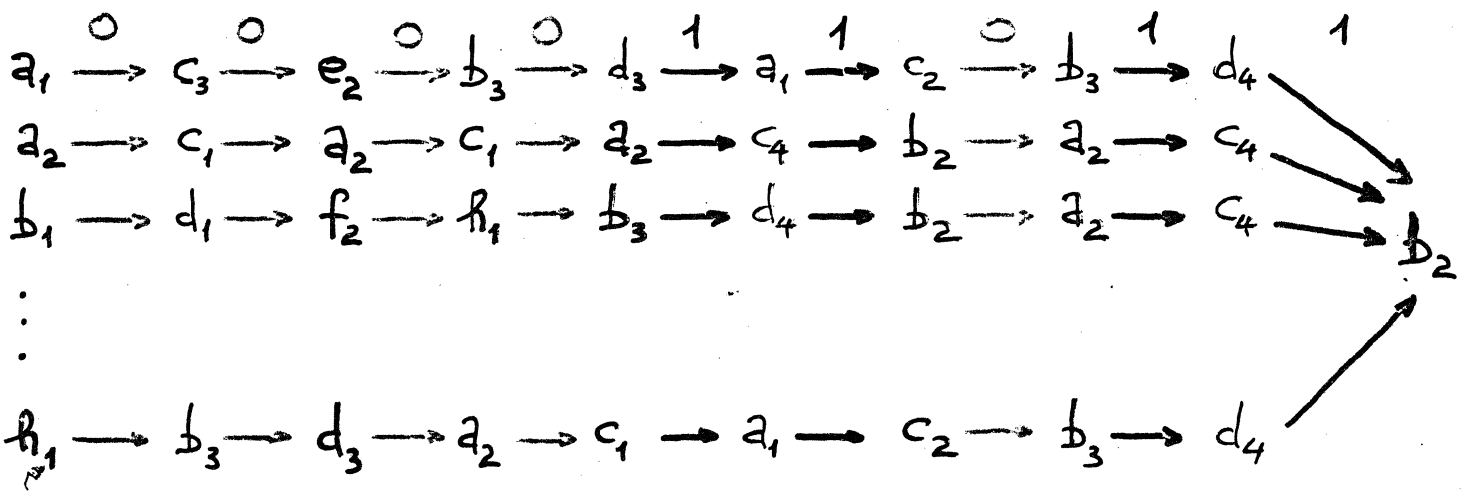 0 0 0 0 1 1 0 1 1
a₁ → c₃ → e₂ → b₃ → d₃ → a₁ → c₂ → b₃ → d₄
a₂ → c₁ → a₂ → c₁ → a₂ → c₄ → b₂ → a₂ → c₄
b₁ → d₁ → f₂ → h₁ → b₃ → d₄ → b₂ → a₂ → c₄
b₂
h₁ → b₃ → d₃ → a₂ → c₁ → a₁ → c₂ → b₃ → d₄